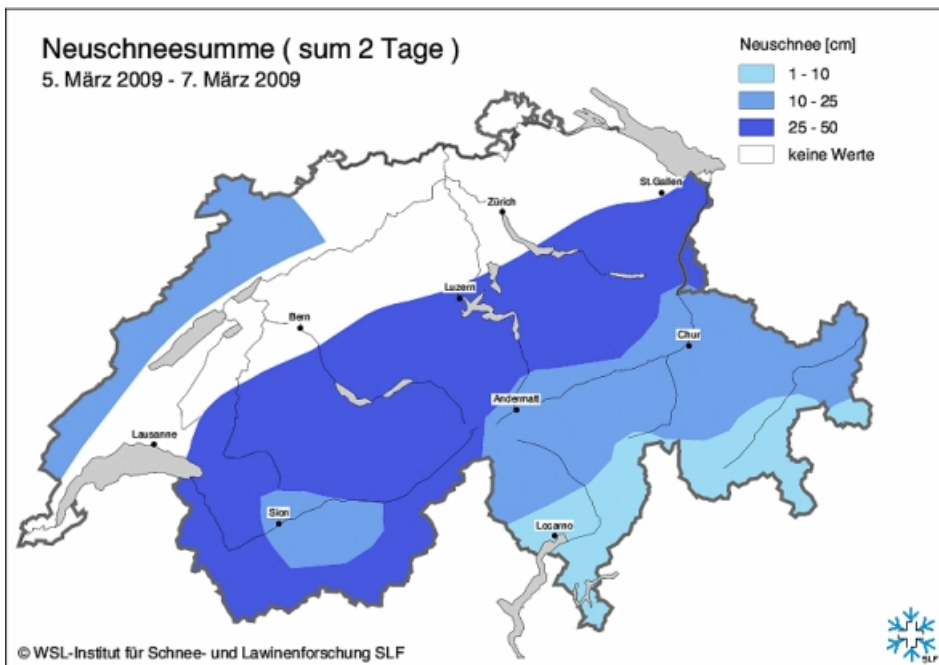 Neuschneesumme ( sum 2 Tage )
5. März 2009 - 7. März 2009
Neuschnee [cm]
1 - 10
10 - 25
25 - 50
keine Werte
St.Gallen
Zürich
Luzern
Bern
Chur
Andermatt
Lausanne
Sion
Locarno
© WSL-Institut für Schnee- und Lawinenforschung SLF
SLF